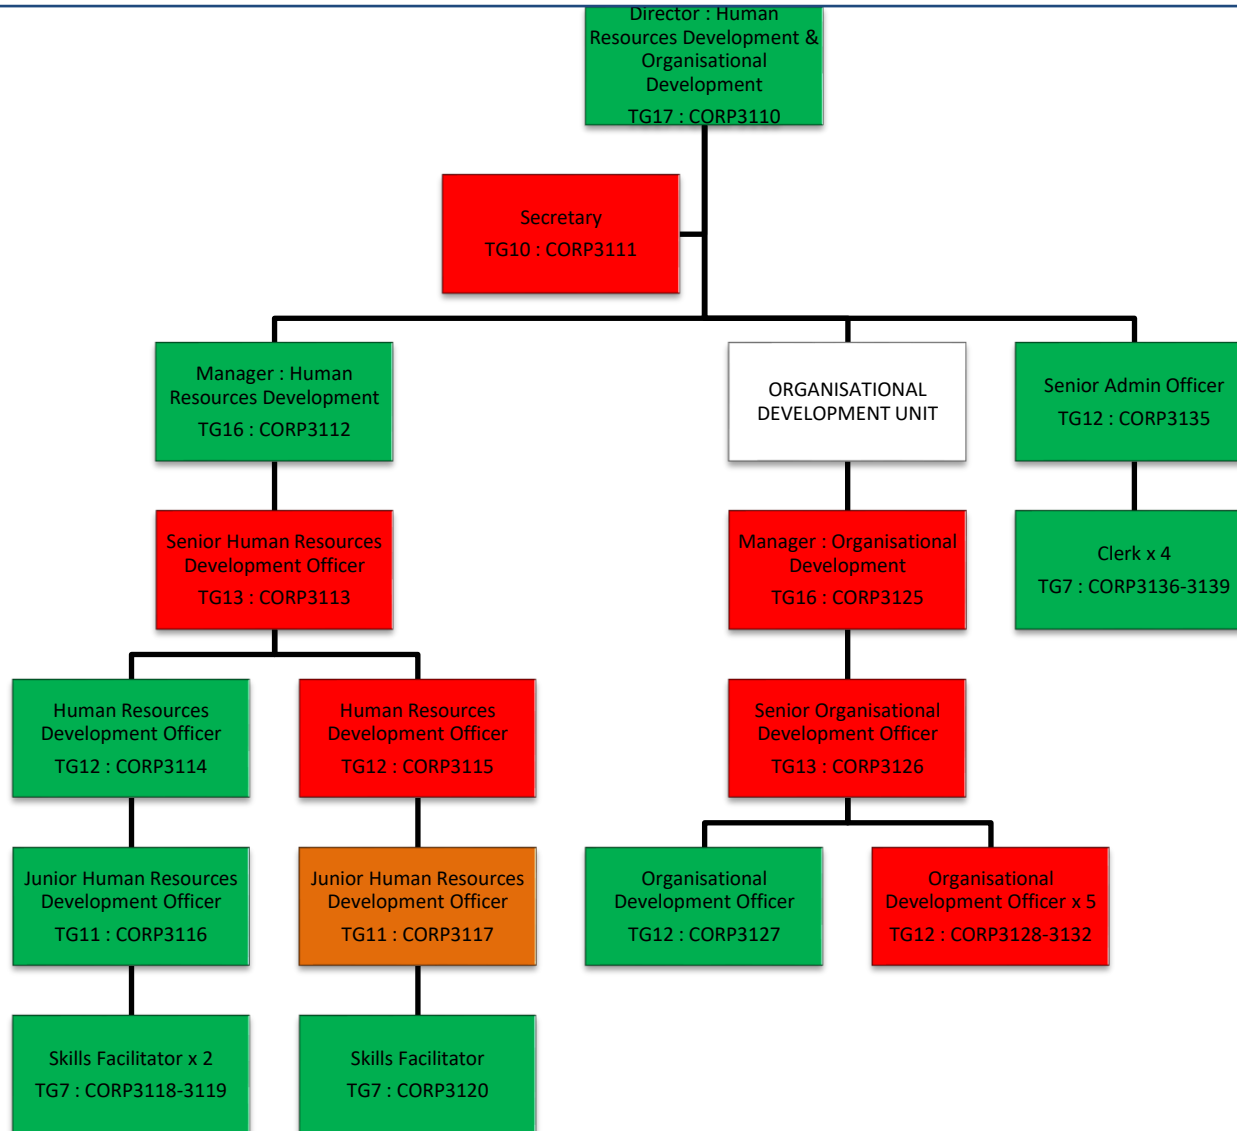 Director : Human
Resources Development &
Organisational
Development
TG17 : CORP3110
Secretary
TG10 : CORP3111
Manager : Human
Resources Development
TG16 : CORP3112
ORGANISATIONAL
DEVELOPMENT UNIT
Senior Admin Officer
TG12 : CORP3135
Senior Human Resources
Development Officer
TG13 : CORP3113
Manager : Organisational
Development
TG16 : CORP3125
Clerk x 4
TG7 : CORP3136-3139
Human Resources
Development Officer
TG12 : CORP3114
Human Resources
Development Officer
TG12 : CORP3115
Senior Organisational
Development Officer
TG13 : CORP3126
Junior Human Resources
Development Officer
TG11 : CORP3116
Junior Human Resources
Development Officer
TG11 : CORP3117
Organisational
Development Officer
TG12 : CORP3127
Organisational
Development Officer x 5
TG12 : CORP3128-3132
Skills Facilitator x 2
TG7 : CORP3118-3119
Skills Facilitator
TG7 : CORP3120